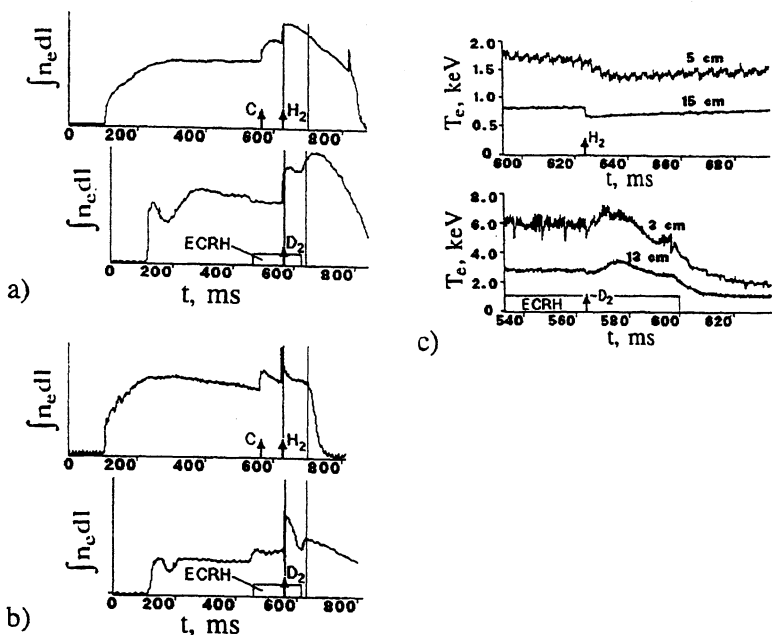 ∫nₑdl
C H₂
0 200 400 600 800
∫nₑdl
ECRH D₂
0 200 400 600 800
t, ms
a)
∫nₑdl
C H₂
0 200 400 600 800
∫nₑdl
ECRH D₂
0 200 400 600 800
t, ms
b)
Tₑ, keV
2.0
1.5
1.0
0.5
0
5 cm
15 cm
H₂
600 620 640 660 680
t, ms
Tₑ, keV
8.0
6.0
4.0
2.0
0
2 cm
12 cm
ECRH D₂
540 560 580 600 620
t, ms
c)